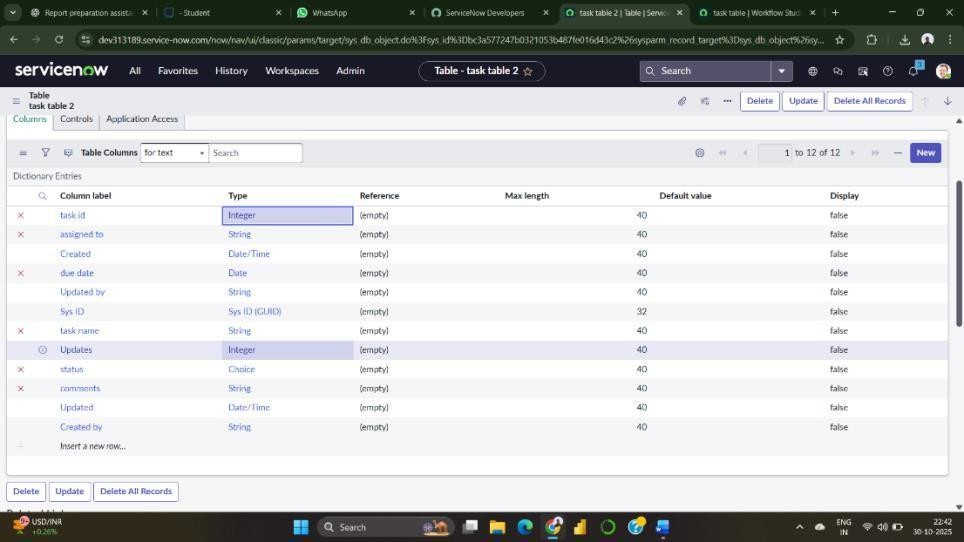 Report preparation assista
- Student
WhatsApp
ServiceNow Developers
task table 2 | Table | Servic
task table | Workflow Stud
dev313189.service-now.com/now/nav/ui/classic/params/target/sys_db_object.do%3Fsys_id%3Dbc3a577247b0321053b487fe016d43c2%26sysparm_record_target%3Dsys_db_object%26sy...
servicenow All Favorites History Workspaces Admin Table - task table 2 Search 3
Table
task table 2 Delete Update Delete All Records
Columns Controls Application Access
Table Columns for text Search 1 to 12 of 12 New
Dictionary Entries
Column label Type Reference Max length Default value Display
task id Integer (empty) 40 false
assigned to String (empty) 40 false
Created Date/Time (empty) 40 false
due date Date (empty) 40 false
Updated by String (empty) 40 false
Sys ID Sys ID (GUID) (empty) 32 false
task name String (empty) 40 false
Updates Integer (empty) 40 false
status Choice (empty) 40 false
comments String (empty) 40 false
Updated Date/Time (empty) 40 false
Created by String (empty) 40 false
Insert a new row...
Delete Update Delete All Records
USD/INR
+0.26%
Search
ENG
IN
22:42
30-10-2025